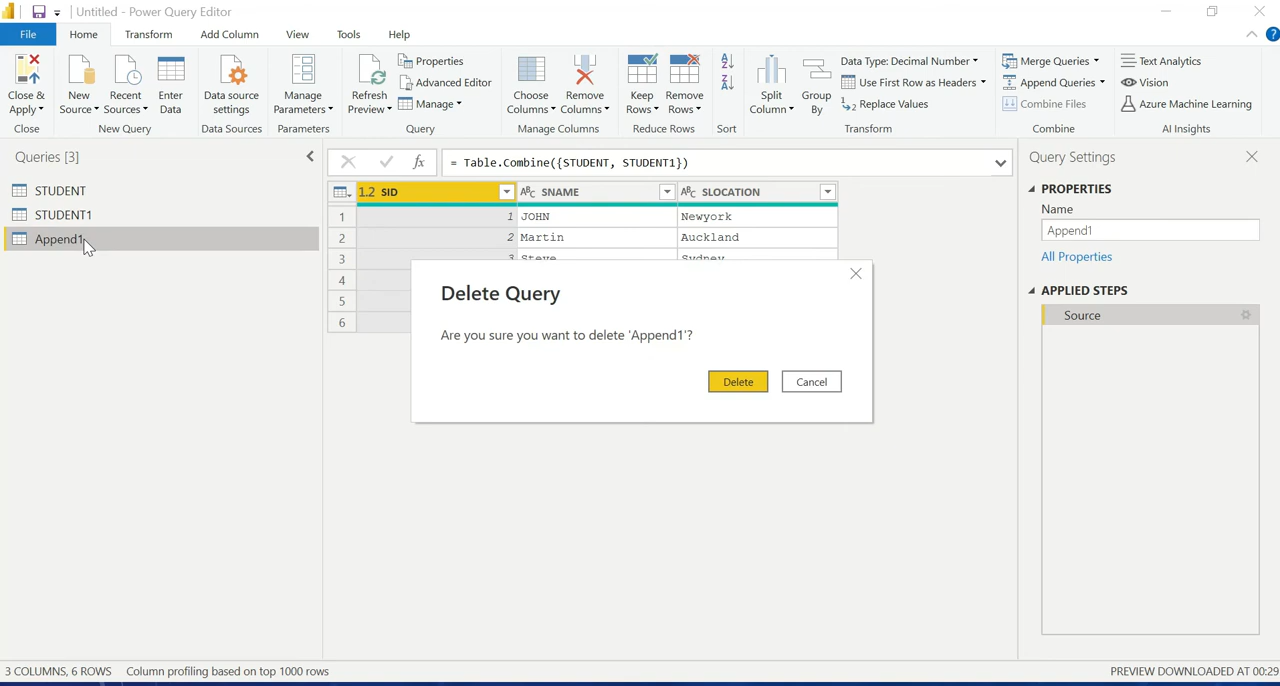 Untitled - Power Query Editor
File Home Transform Add Column View Tools Help
Close & Apply
New Source
Recent Sources
Enter Data
Data source settings
Manage Parameters
Refresh Preview
Properties
Advanced Editor
Manage
Choose Columns
Remove Columns
Keep Rows
Remove Rows
Split Column
Group By
Data Type: Decimal Number
Use First Row as Headers
Replace Values
Merge Queries
Append Queries
Combine Files
Text Analytics
Vision
Azure Machine Learning
Close New Query Data Sources Parameters Query Manage Columns Reduce Rows Sort Transform Combine AI Insights
Queries [3]
STUDENT
STUDENT1
Append1
fx = Table.Combine({STUDENT, STUDENT1})
1.2 SID ABC SNAME ABC SLOCATION
1 1 JOHN Newyork
2 2 Martin Auckland
3 3 Steve Sydney
4
5
6
Delete Query
Are you sure you want to delete 'Append1'?
Delete Cancel
Query Settings
PROPERTIES
Name
Append1
All Properties
APPLIED STEPS
Source
3 COLUMNS, 6 ROWS Column profiling based on top 1000 rows
PREVIEW DOWNLOADED AT 00:29